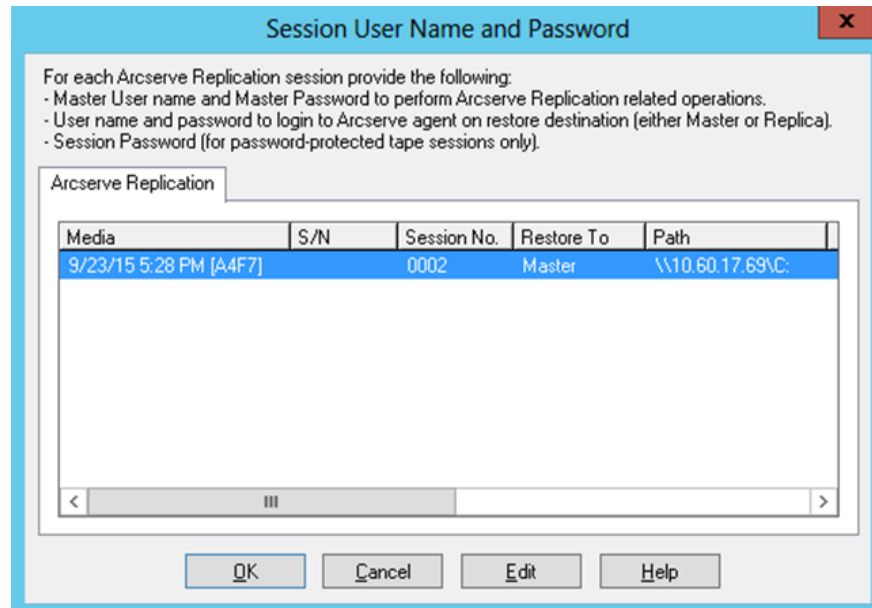 Session User Name and Password
x
For each Arcserve Replication session provide the following:
- Master User name and Master Password to perform Arcserve Replication related operations.
- User name and password to login to Arcserve agent on restore destination (either Master or Replica).
- Session Password (for password-protected tape sessions only).
Arcserve Replication
Media S/N Session No. Restore To Path
9/23/15 5:28 PM [A4F7] 0002 Master \\10.60.17.69\C:
OK Cancel Edit Help